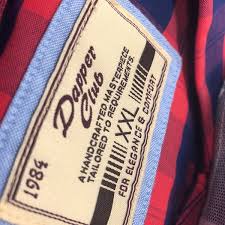 Dapper
Club
A HANDCRAFTED MASTERPIECE
TAILORED TO REQUIREMENTS.
XXL
FOR ELEGANCE & COMFORT
1984